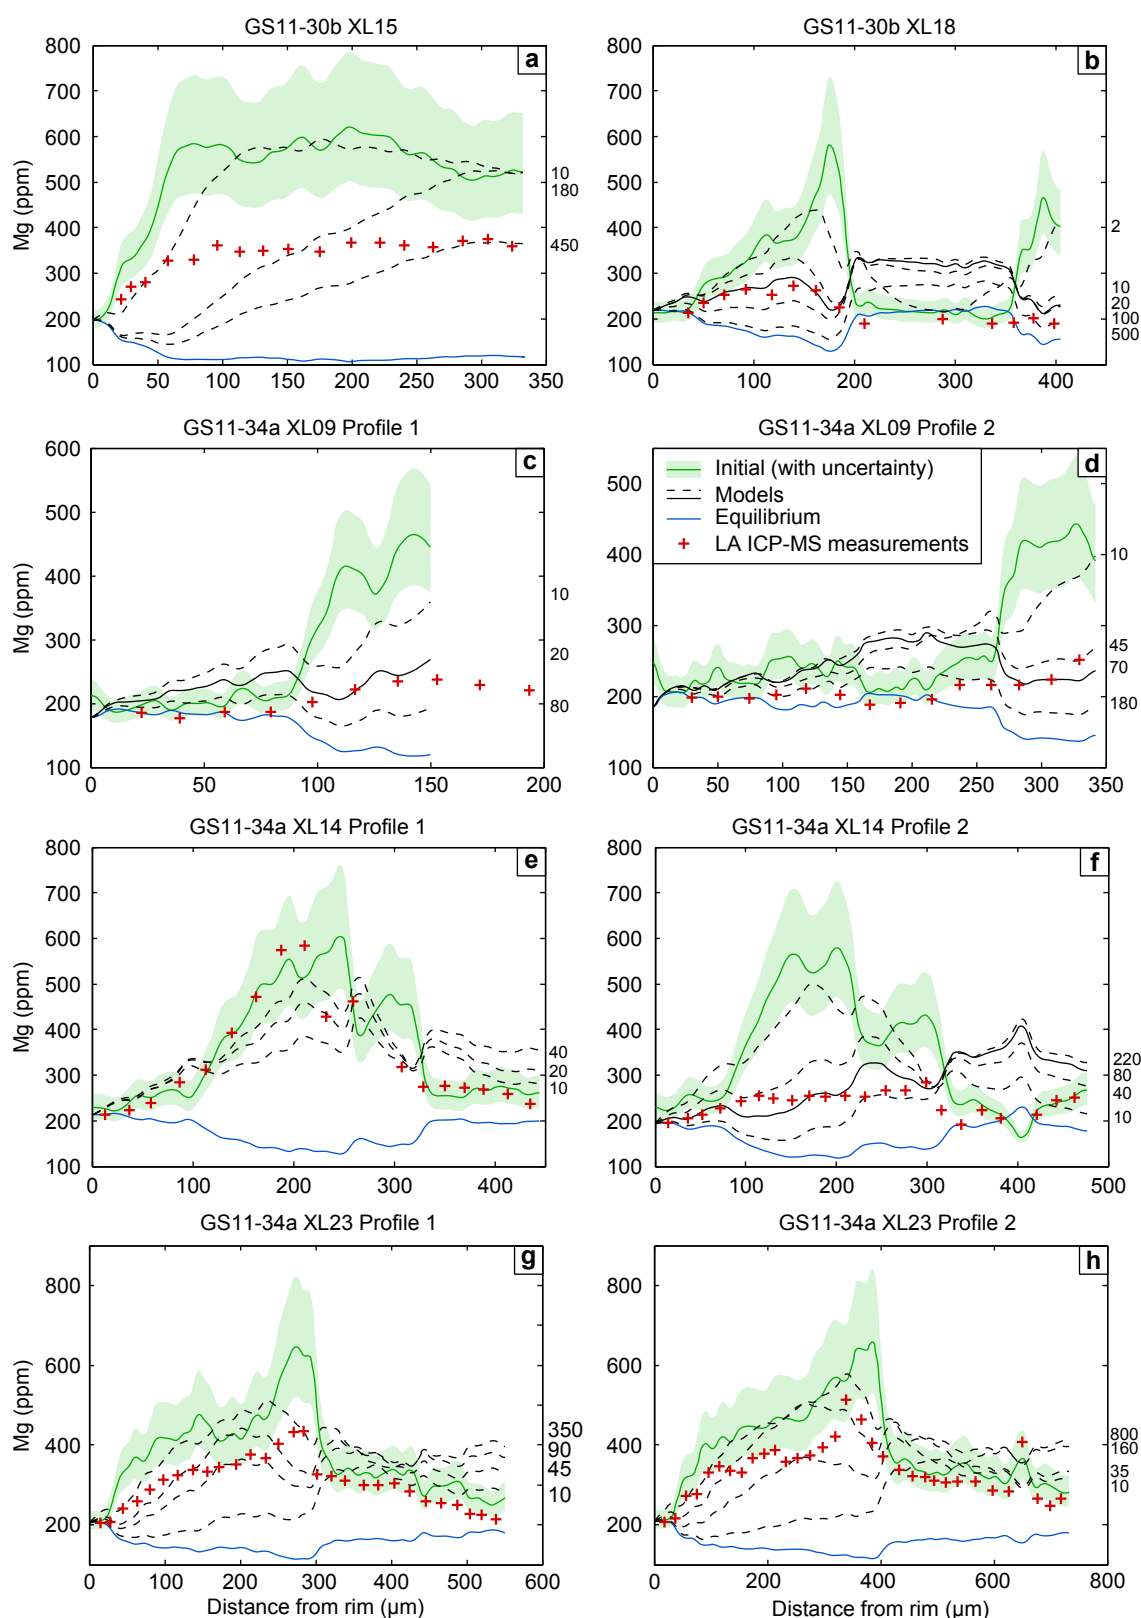 GS11-30b XL15
a
800
700
600
500
400
300
200
100
Mg (ppm)
10
180
450
0 50 100 150 200 250 300 350
GS11-30b XL18
b
800
700
600
500
400
300
200
100
2
10
20
100
500
0 100 200 300 400
GS11-34a XL09 Profile 1
c
600
500
400
300
200
100
Mg (ppm)
10
20
80
0 50 100 150 200
GS11-34a XL09 Profile 2
d
500
400
300
200
100
Initial (with uncertainty)
Models
Equilibrium
LA ICP-MS measurements
10
45
70
180
0 50 100 150 200 250 300 350
GS11-34a XL14 Profile 1
e
800
700
600
500
400
300
200
100
Mg (ppm)
40
20
10
0 100 200 300 400
GS11-34a XL14 Profile 2
f
800
700
600
500
400
300
200
100
220
80
40
10
0 100 200 300 400 500
GS11-34a XL23 Profile 1
g
800
600
400
200
Mg (ppm)
350
90
45
10
0 100 200 300 400 500 600
Distance from rim (µm)
GS11-34a XL23 Profile 2
h
800
600
400
200
800
160
35
10
0 200 400 600 800
Distance from rim (µm)